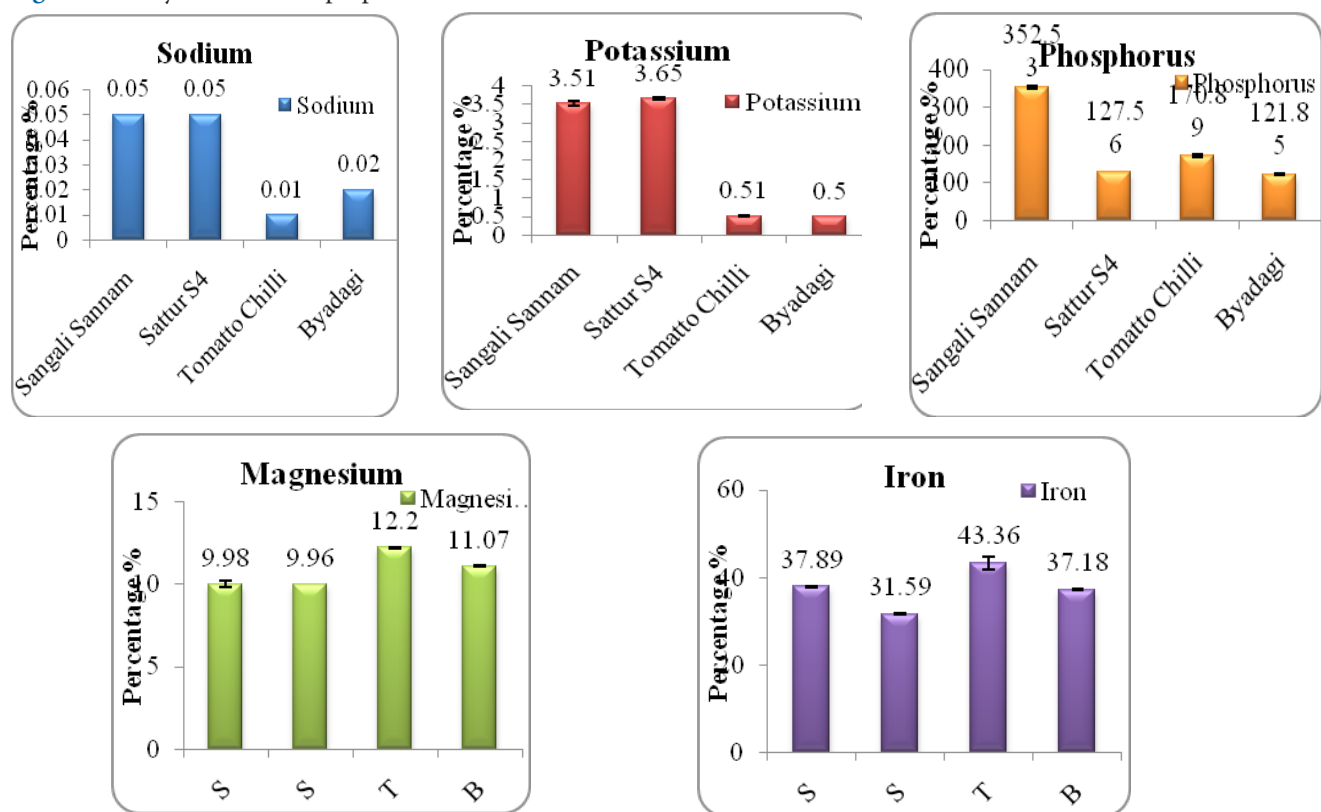 Sodium
0.06
0.05
0.04
0.03
0.02
0.01
0
Percentage %
0.05
0.05
0.01
0.02
Sodium
Sangali Sannam
Sattur S4
Tomatto Chilli
Byadagi
Potassium
4
3.5
3
2.5
2
1.5
1
0.5
0
Percentage %
3.51
3.65
0.51
0.5
Potassium
Sangali Sannam
Sattur S4
Tomatto Chilli
Byadagi
Phosphorus
400
300
200
100
0
Percentage %
352.5
3
127.5
6
170.8
9
121.8
5
Phosphorus
Sangali Sannam
Sattur S4
Tomatto Chilli
Byadagi
Magnesium
15
10
5
0
Percentage %
9.98
9.96
12.2
11.07
Magnesi…
S
S
T
B
Iron
60
40
20
0
Percentage %
37.89
31.59
43.36
37.18
Iron
S
S
T
B